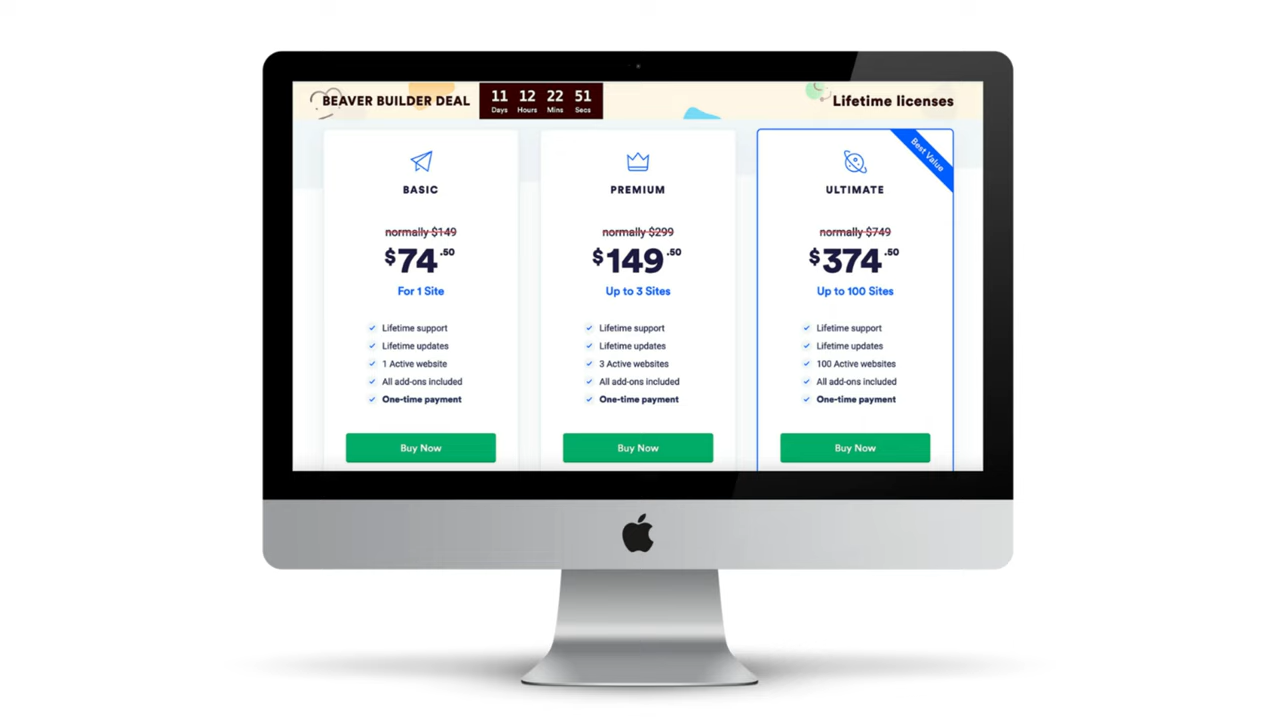 BEAVER BUILDER DEAL
11 12 22 51
Days Hours Mins Secs
Lifetime licenses
BASIC
normally $149
$74.50
For 1 Site
Lifetime support
Lifetime updates
1 Active website
All add-ons included
One-time payment
Buy Now
PREMIUM
normally $299
$149.50
Up to 3 Sites
Lifetime support
Lifetime updates
3 Active websites
All add-ons included
One-time payment
Buy Now
Best Value
ULTIMATE
normally $749
$374.50
Up to 100 Sites
Lifetime support
Lifetime updates
100 Active websites
All add-ons included
One-time payment
Buy Now